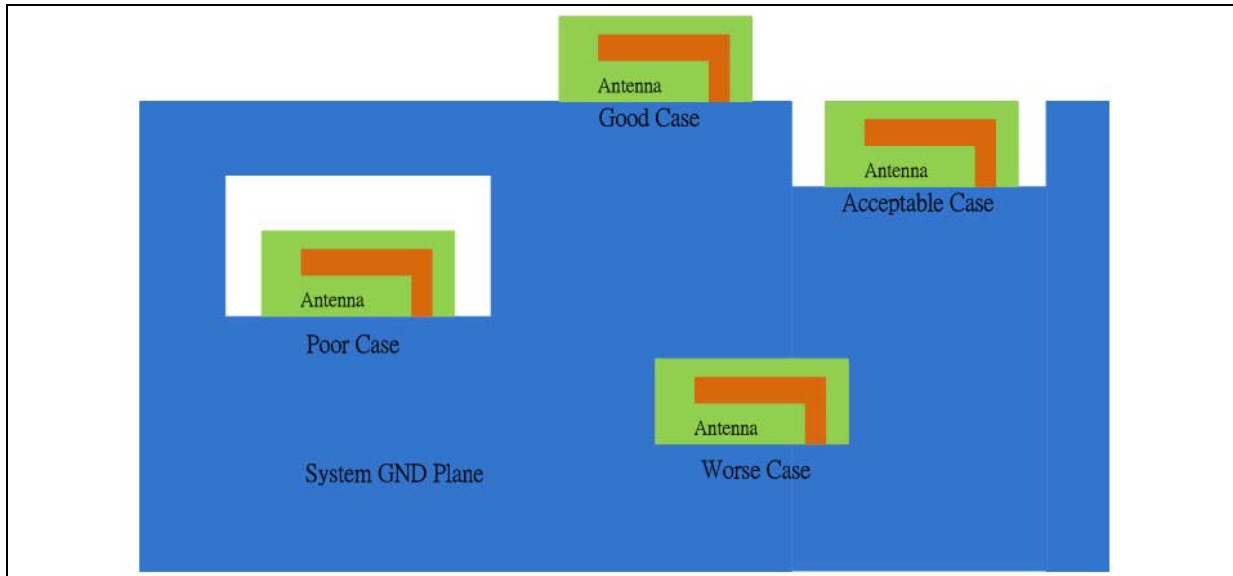 Antenna
Good Case
Antenna
Acceptable Case
Antenna
Poor Case
Antenna
Worse Case
System GND Plane